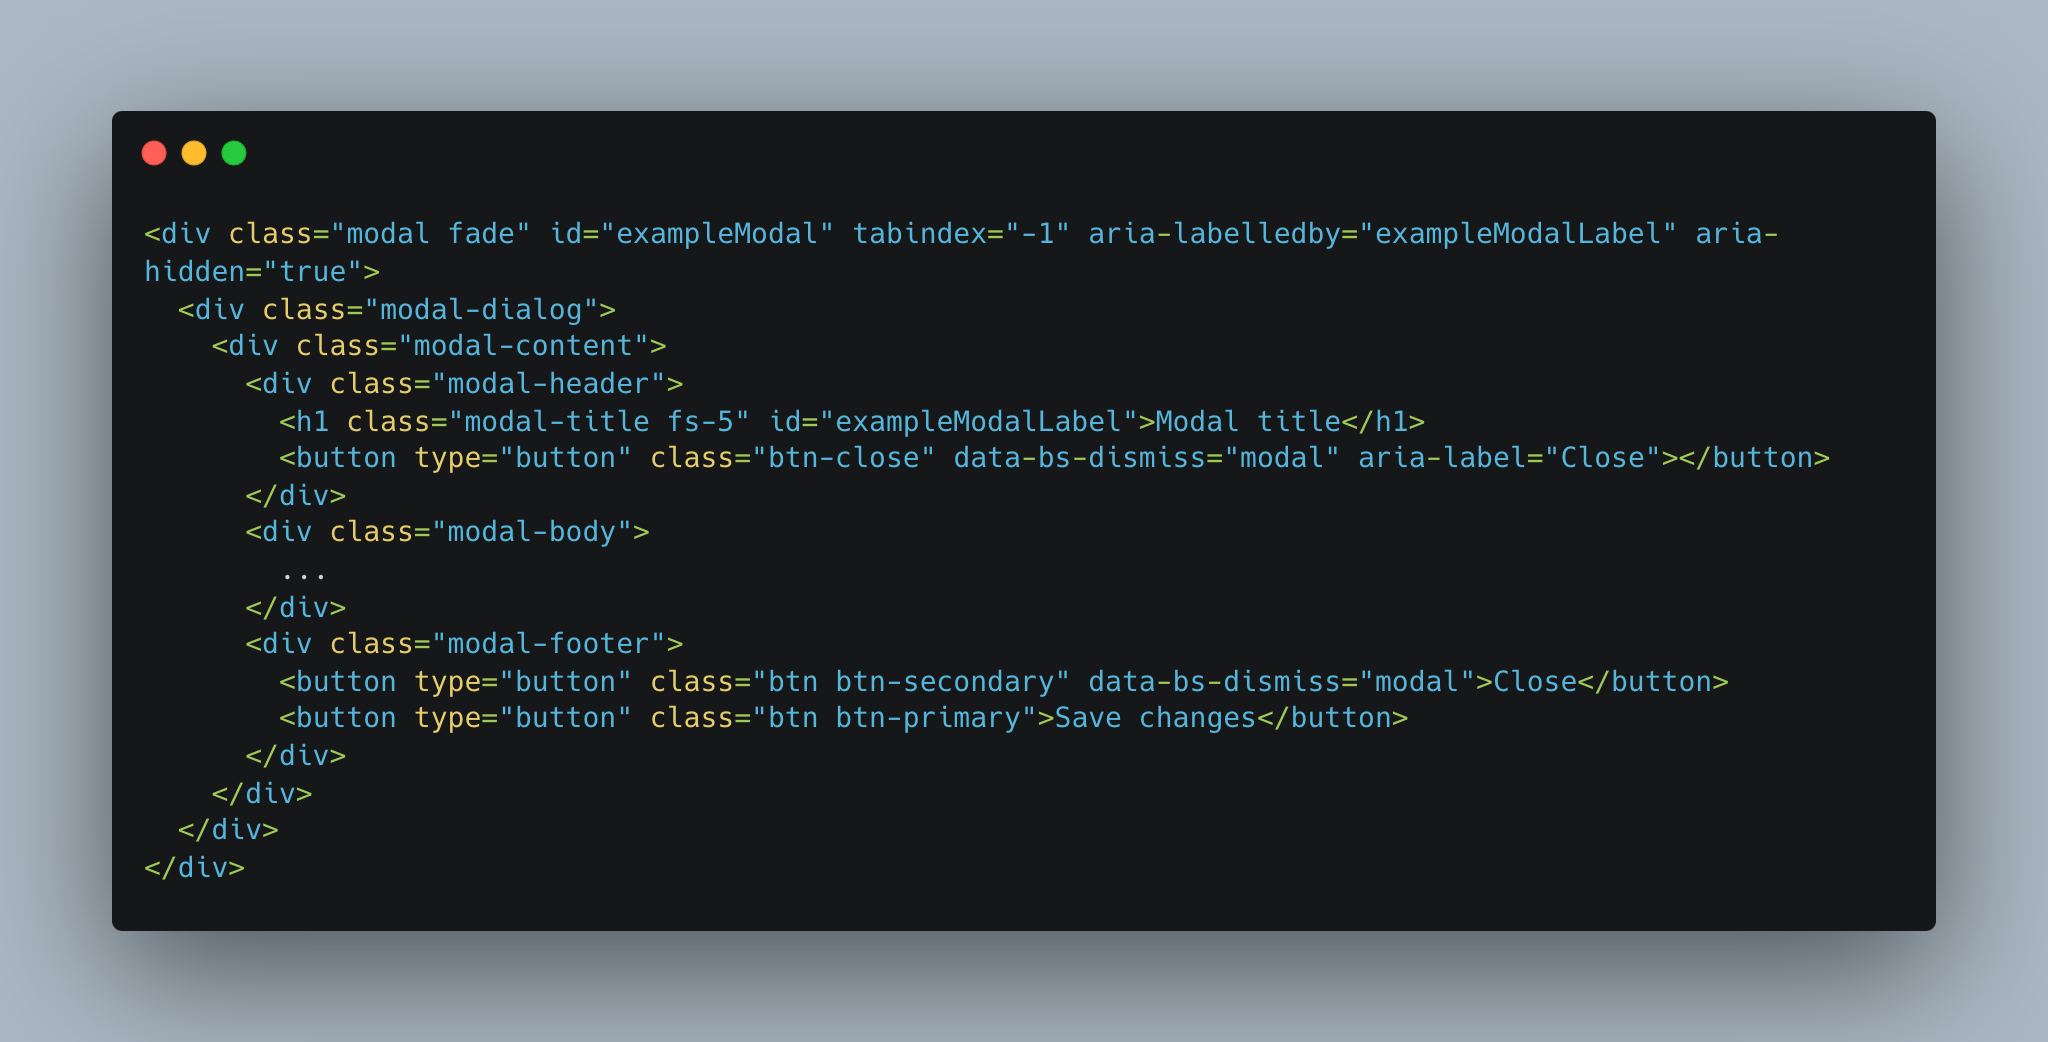 <div class="modal fade" id="exampleModal" tabindex="-1" aria-labelledby="exampleModalLabel" aria-
hidden="true">
  <div class="modal-dialog">
    <div class="modal-content">
      <div class="modal-header">
        <h1 class="modal-title fs-5" id="exampleModalLabel">Modal title</h1>
        <button type="button" class="btn-close" data-bs-dismiss="modal" aria-label="Close"></button>
      </div>
      <div class="modal-body">
        ...
      </div>
      <div class="modal-footer">
        <button type="button" class="btn btn-secondary" data-bs-dismiss="modal">Close</button>
        <button type="button" class="btn btn-primary">Save changes</button>
      </div>
    </div>
  </div>
</div>